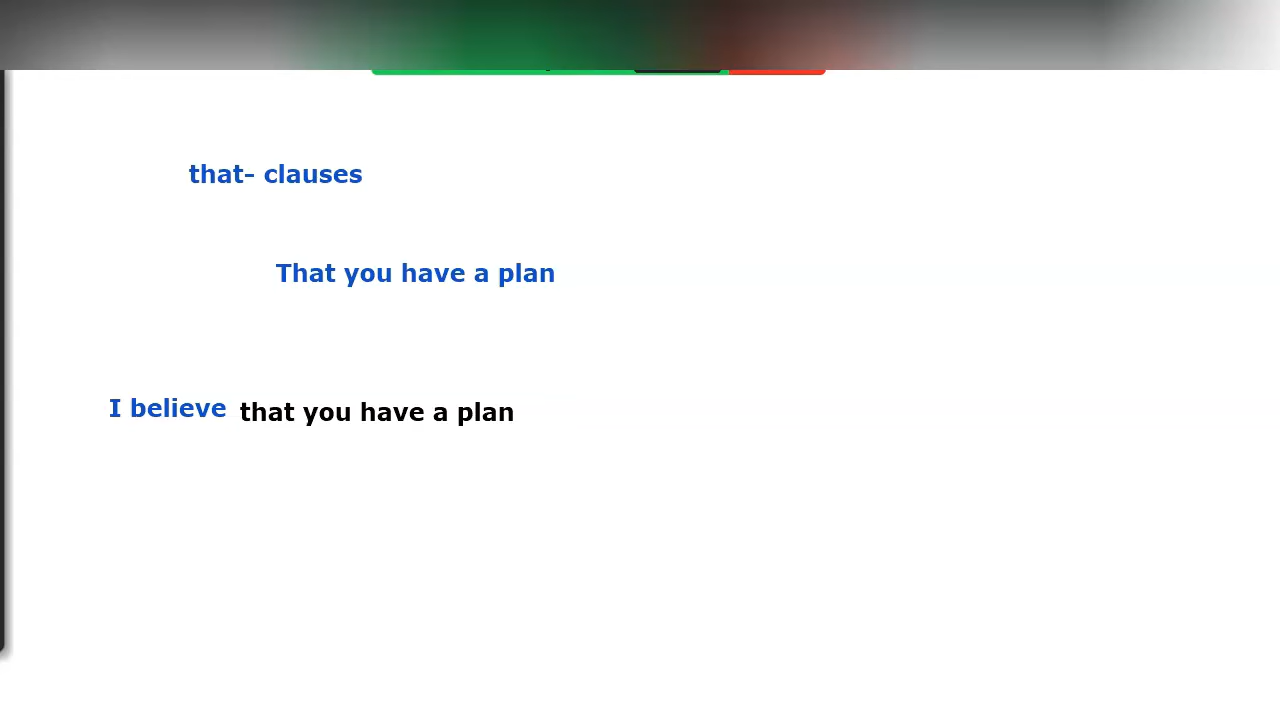 that- clauses
That you have a plan
I believe that you have a plan